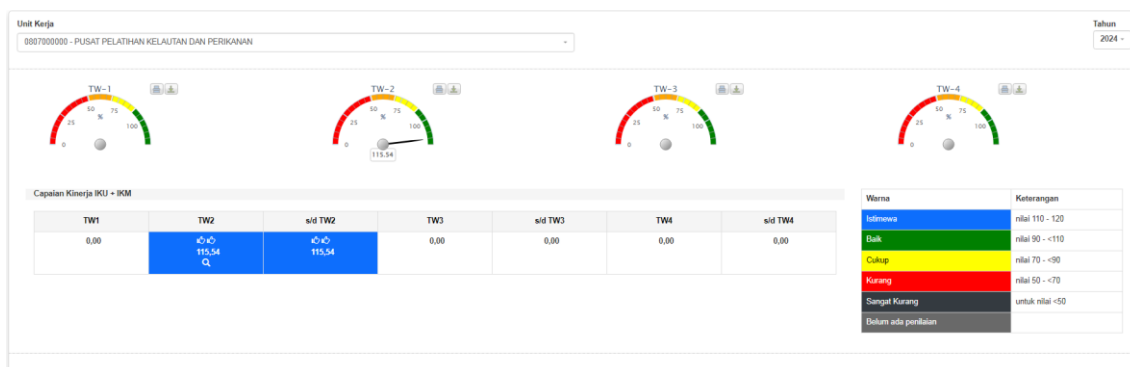 Unit Kerja
Tahun
0807000000 - PUSAT PELATIHAN KELAUTAN DAN PERIKANAN
2024 -
TW-1
0 25 50 75 100
%
TW-2
0 25 50 75 100
%
115.54
TW-3
0 25 50 75 100
%
TW-4
0 25 50 75 100
%
Capaian Kinerja IKU + IKM
TW1 TW2 s/d TW2 TW3 s/d TW3 TW4 s/d TW4
0,00 115,54 115,54 0,00 0,00 0,00 0,00
Warna Keterangan
Istimewa nilai 110 - 120
Baik nilai 90 - <110
Cukup nilai 70 - <90
Kurang nilai 50 - <70
Sangat Kurang untuk nilai <50
Belum ada penilaian